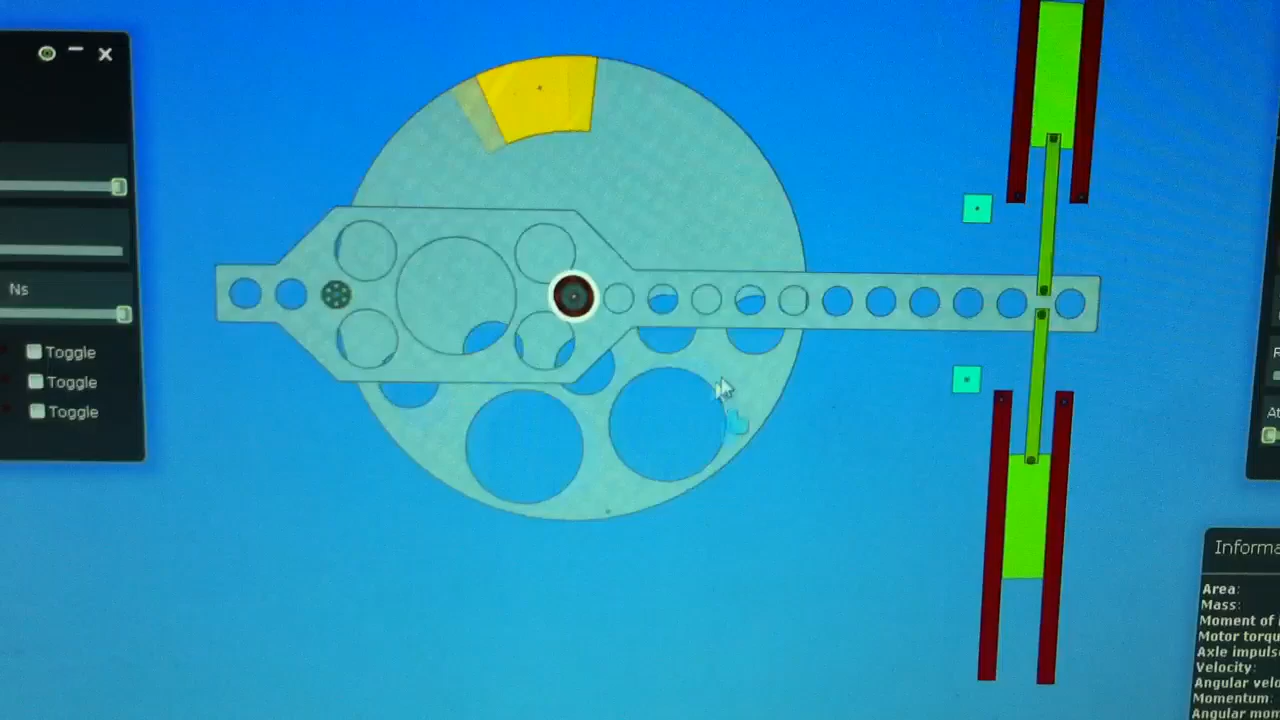 Ns
Toggle
Toggle
Toggle
Informa
Area:
Mass:
Moment of i
Motor torqu
Axle impuls
Velocity:
Angular velo
Momentum:
Angular mom
At